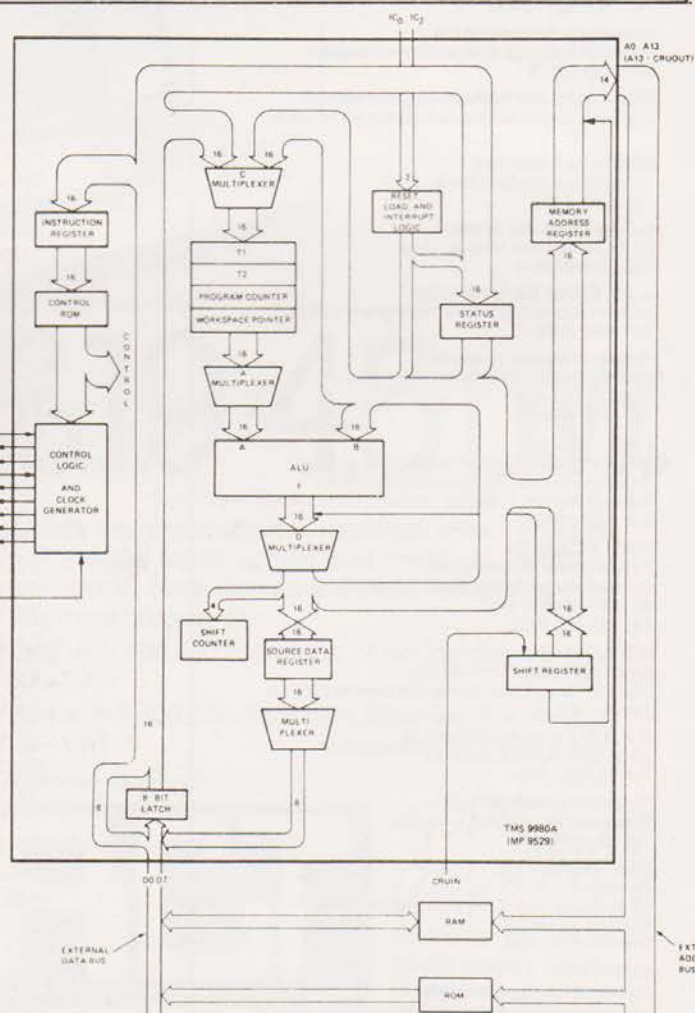 IC0 IC2
A0 A13
(A13 - CRUOUT)
14
16
16
C
MULTIPLEXER
16
INSTRUCTION
REGISTER
16
RESET
LOAD, AND
INTERRUPT
LOGIC
MEMORY
ADDRESS
REGISTER
16
T1
T2
PROGRAM COUNTER
WORKSPACE POINTER
16
CONTROL
ROM
CONTROL
16
STATUS
REGISTER
16
A
MULTIPLEXER
16
16
A
B
ALU
F
CONTROL
LOGIC,
AND
CLOCK
GENERATOR
16
D
MULTIPLEXER
4
SHIFT
COUNTER
16
16
SOURCE DATA
REGISTER
16
16
SHIFT REGISTER
16
MULTI
PLEXER
16
8
8
8 BIT
LATCH
TMS 9980A
(MP 9529)
D0 D7
CRUIN
EXTERNAL
DATA BUS
RAM
ROM
BUS